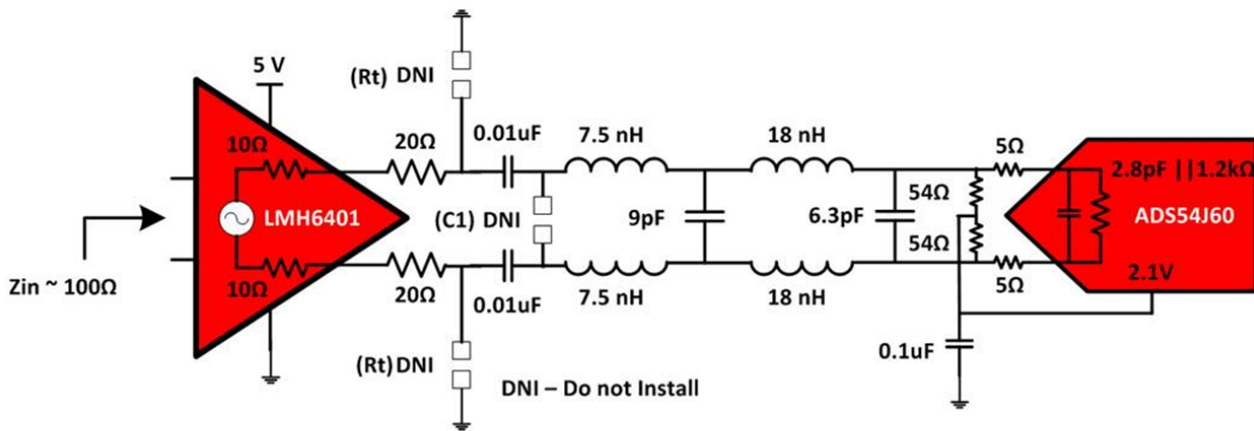 5 V
(Rt) DNI
10Ω
20Ω
0.01uF
7.5 nH
18 nH
5Ω
2.8pF ||1.2kΩ
LMH6401
(C1) DNI
9pF
6.3pF
54Ω
54Ω
ADS54J60
Zin ~ 100Ω
10Ω
20Ω
0.01uF
7.5 nH
18 nH
5Ω
2.1V
0.1uF
(Rt) DNI
DNI – Do not Install